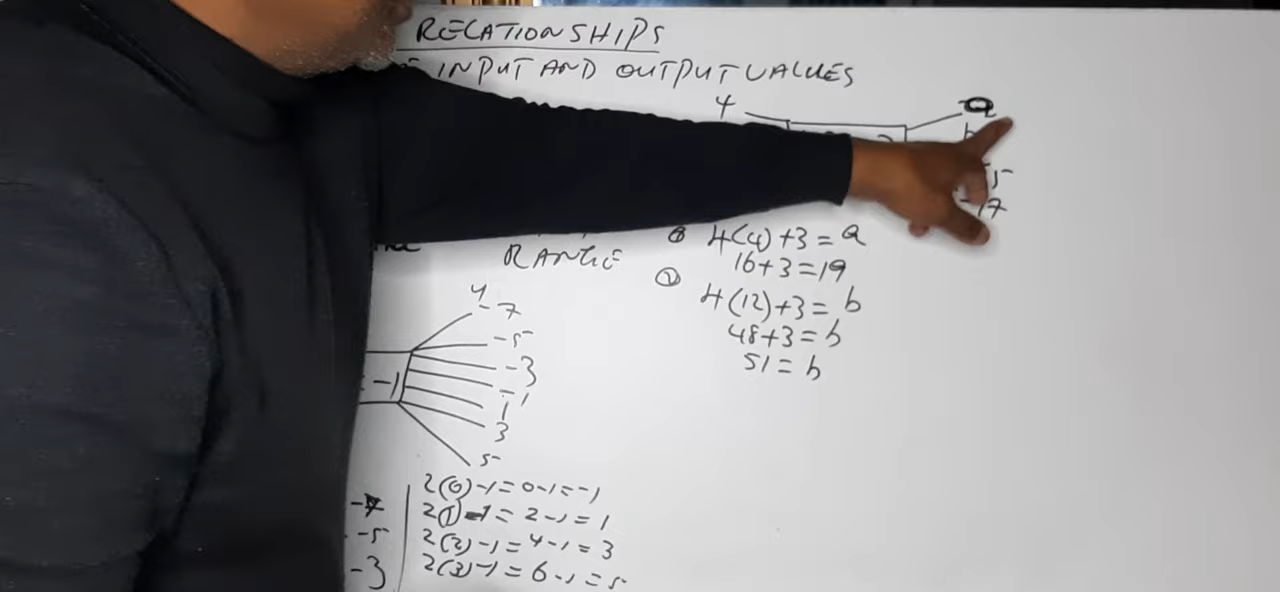 RELATIONSHIPS
INPUT AND OUTPUT VALUES
4 a
b
-17
4(4)+3=a
16+3=19
4(12)+3=b
48+3=b
51=b
RANGE
y
-7
-5
-3
-1
1
3
5
-1
2(0)-1=0-1=-1
2(1)-1=2-1=1
2(2)-1=4-1=3
2(3)-1=6-1=5
-7
-5
-3